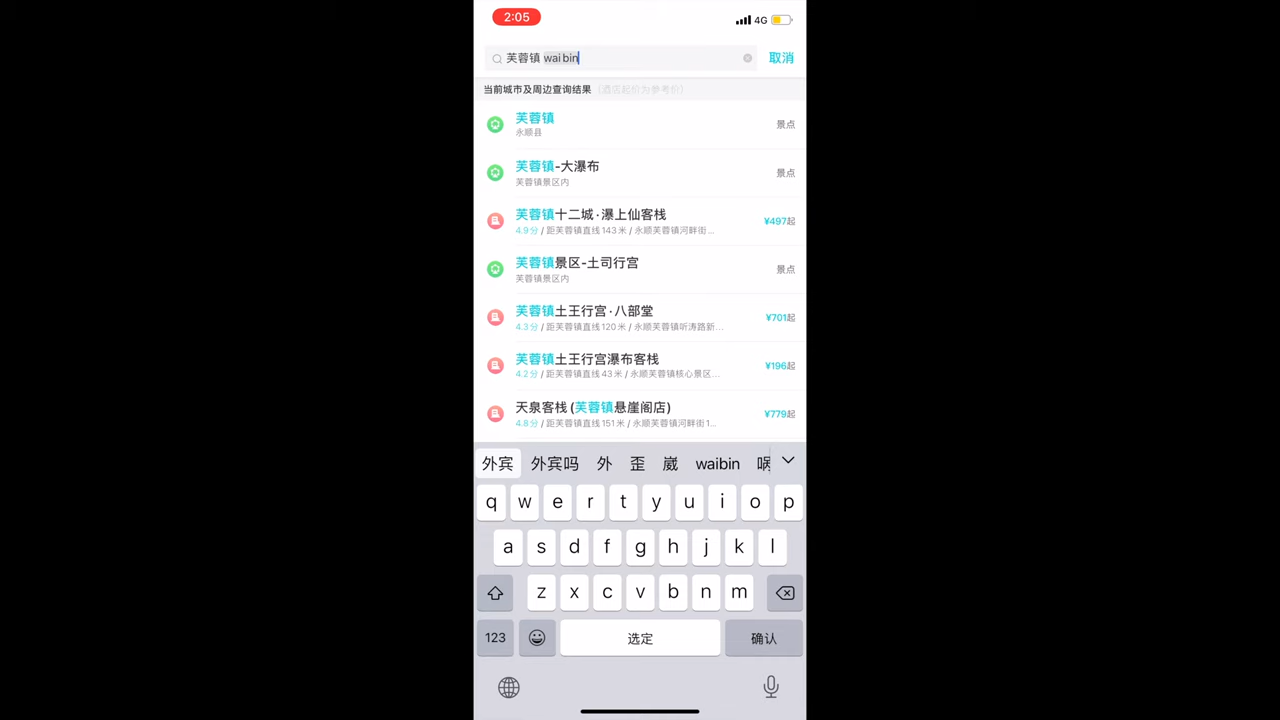 2:05
4G
芙蓉镇 wai bin
取消
当前城市及周边查询结果（酒店起价为参考价）
芙蓉镇
永顺县
景点
芙蓉镇-大瀑布
芙蓉镇景区内
景点
芙蓉镇十二城·瀑上仙客栈
4.9分 / 距芙蓉镇直线143米 / 永顺芙蓉镇河畔街...
¥497起
芙蓉镇景区-土司行宫
芙蓉镇景区内
景点
芙蓉镇土王行宫·八部堂
4.3分 / 距芙蓉镇直线120米 / 永顺芙蓉镇听涛路新...
¥701起
芙蓉镇土王行宫瀑布客栈
4.2分 / 距芙蓉镇直线43米 / 永顺芙蓉镇核心景区...
¥196起
天泉客栈 (芙蓉镇悬崖阁店)
4.8分 / 距芙蓉镇直线151米 / 永顺芙蓉镇河畔街1...
¥779起
外宾 外宾吗 外 歪 崴 waibin
q w e r t y u i o p
a s d f g h j k l
z x c v b n m
123 选定 确认